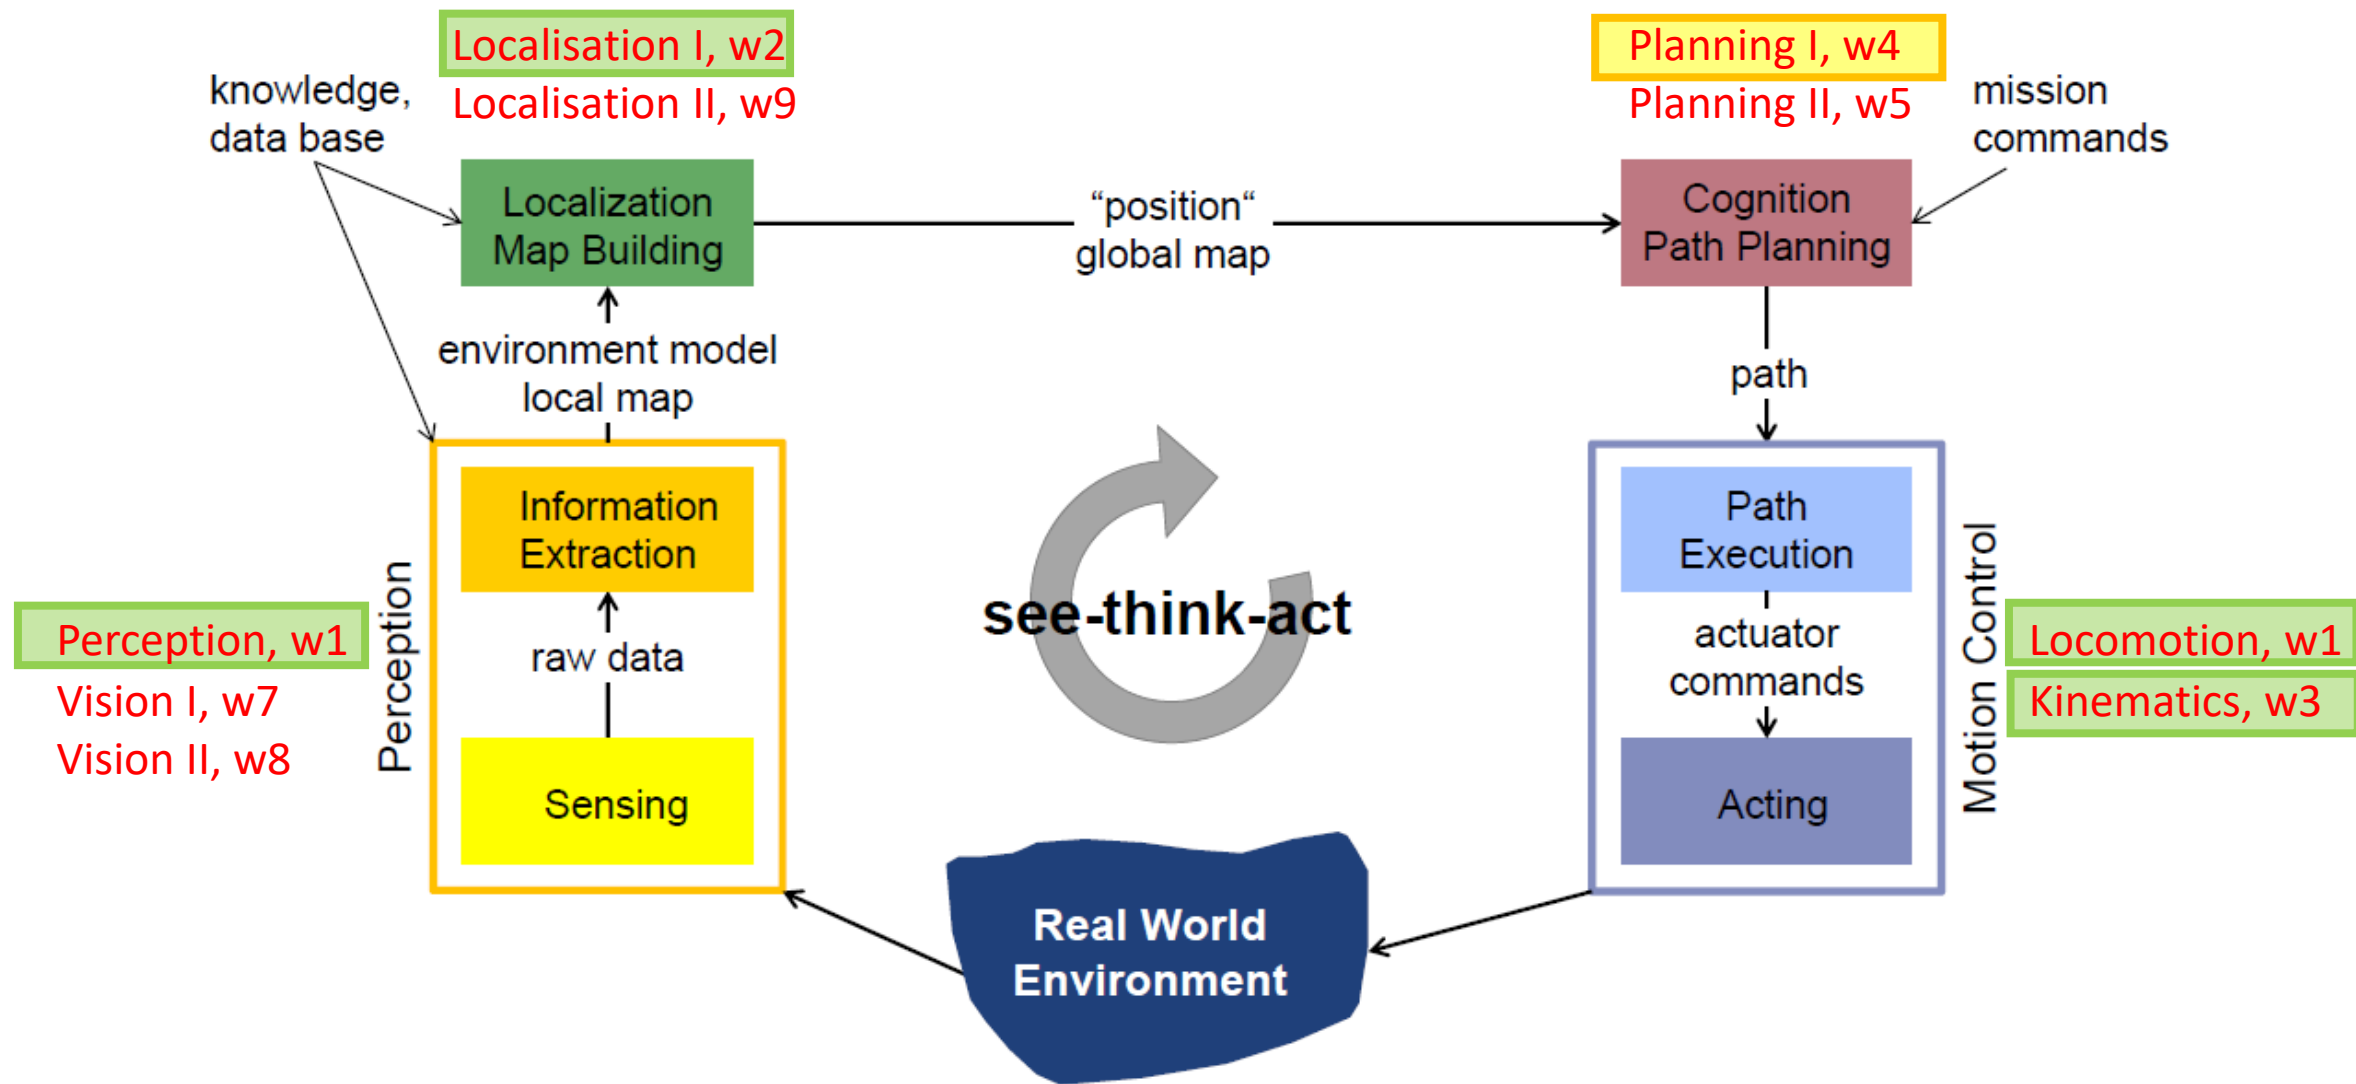 Localisation I, w2
Localisation II, w9
Planning I, w4
Planning II, w5
knowledge,
data base
mission
commands
Localization
Map Building
“position“
global map
Cognition
Path Planning
environment model
local map
path
Information
Extraction
Path
Execution
see-think-act
Perception
Perception, w1
Vision I, w7
Vision II, w8
raw data
actuator
commands
Motion Control
Locomotion, w1
Kinematics, w3
Sensing
Acting
Real World
Environment